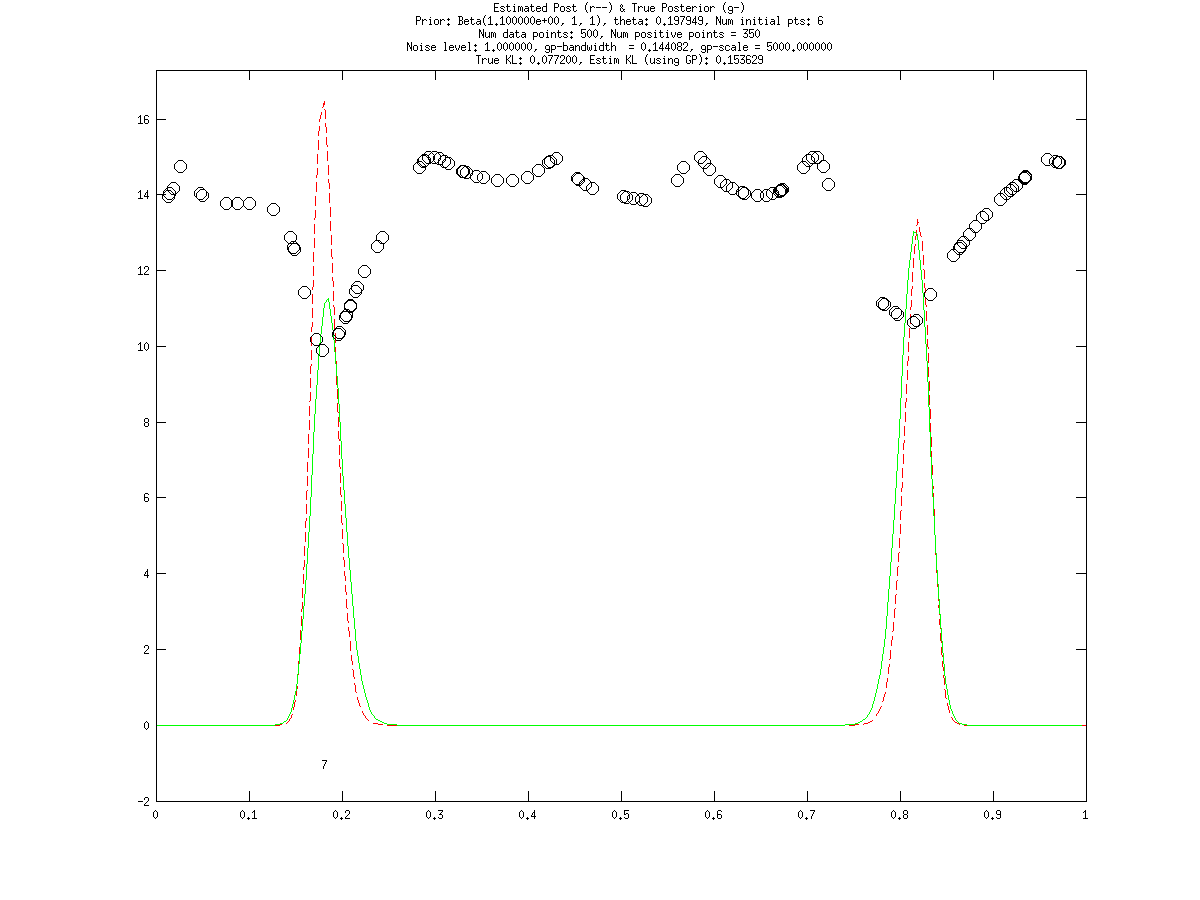 Estimated Post (r--) & True Posterior (g-)
Prior: Beta(1.100000e+00, 1, 1), theta: 0.197949, Num initial pts: 6
Num data points: 500, Num positive points = 350
Noise level: 1.000000, gp-bandwidth  = 0.144082, gp-scale = 5000.000000
True KL: 0.077200, Estim KL (using GP): 0.153629
16
14
12
10
8
6
4
2
0
7
-2
0 0.1 0.2 0.3 0.4 0.5 0.6 0.7 0.8 0.9 1